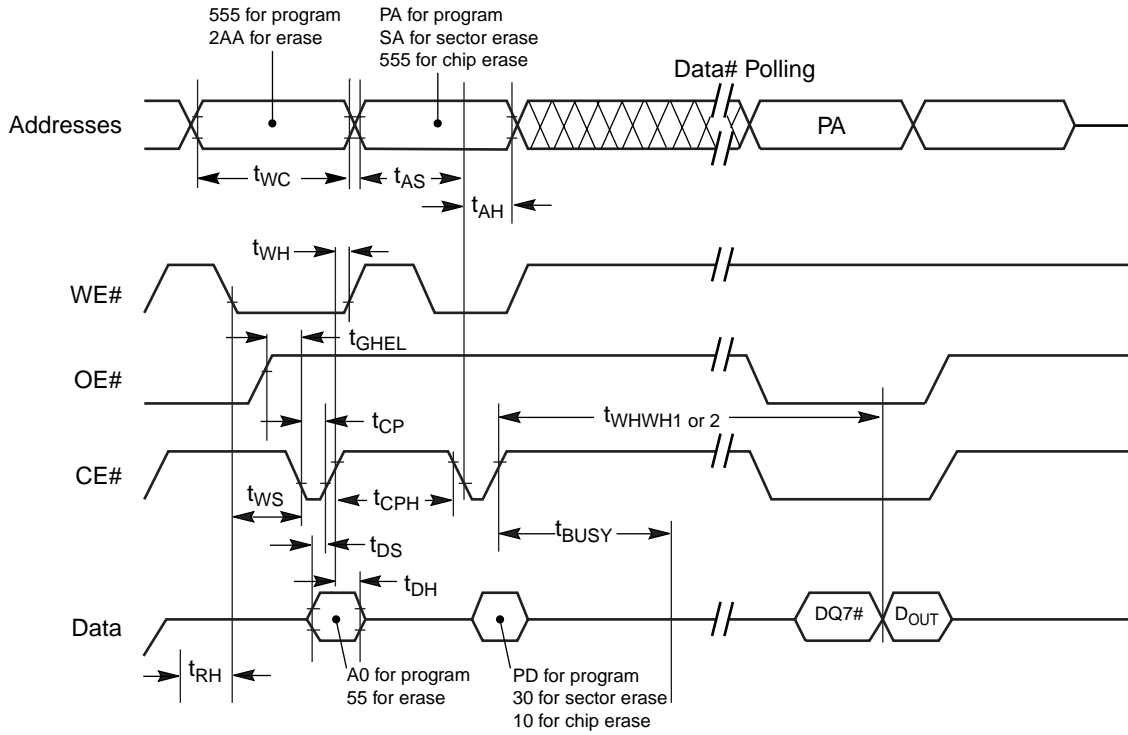 555 for program
2AA for erase
PA for program
SA for sector erase
555 for chip erase
Data# Polling
Addresses
PA
tWC
tAS
tAH
tWH
WE#
tGHEL
OE#
tWHWH1 or 2
tCP
CE#
tWS
tCPH
tBUSY
tDS
tDH
Data
DQ7#
DOUT
tRH
A0 for program
55 for erase
PD for program
30 for sector erase
10 for chip erase